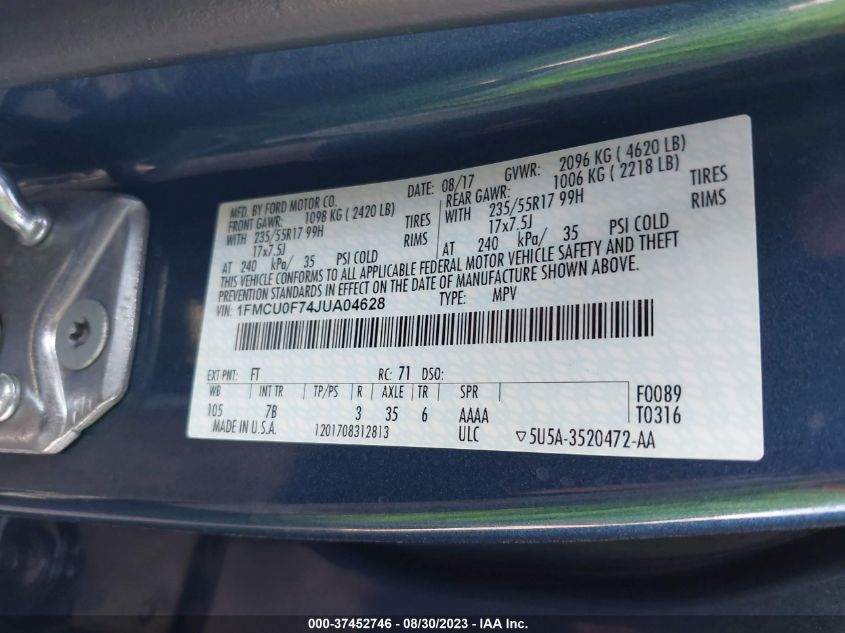 MFD. BY FORD MOTOR CO. DATE: 08/17 GVWR: 2096 KG ( 4620 LB)
FRONT GAWR: 1098 KG ( 2420 LB) REAR GAWR: 1006 KG ( 2218 LB)
WITH 235/55R17 99H TIRES WITH 235/55R17 99H TIRES
17x7.5J RIMS 17x7.5J RIMS
AT 240 kPa/ 35 PSI COLD AT 240 kPa/ 35 PSI COLD
THIS VEHICLE CONFORMS TO ALL APPLICABLE FEDERAL MOTOR VEHICLE SAFETY AND THEFT
PREVENTION STANDARDS IN EFFECT ON THE DATE OF MANUFACTURE SHOWN ABOVE.
VIN: 1FMCU0F74JUA04628 TYPE: MPV
EXT PNT: FT RC: 71 DSO:
WB INT TR TP/PS R AXLE TR SPR F0089
105 7B 3 35 6 AAAA T0316
MADE IN U.S.A. 1201708312813 ULC ▽5U5A-3520472-AA
000-37452746 - 08/30/2023 - IAA Inc.